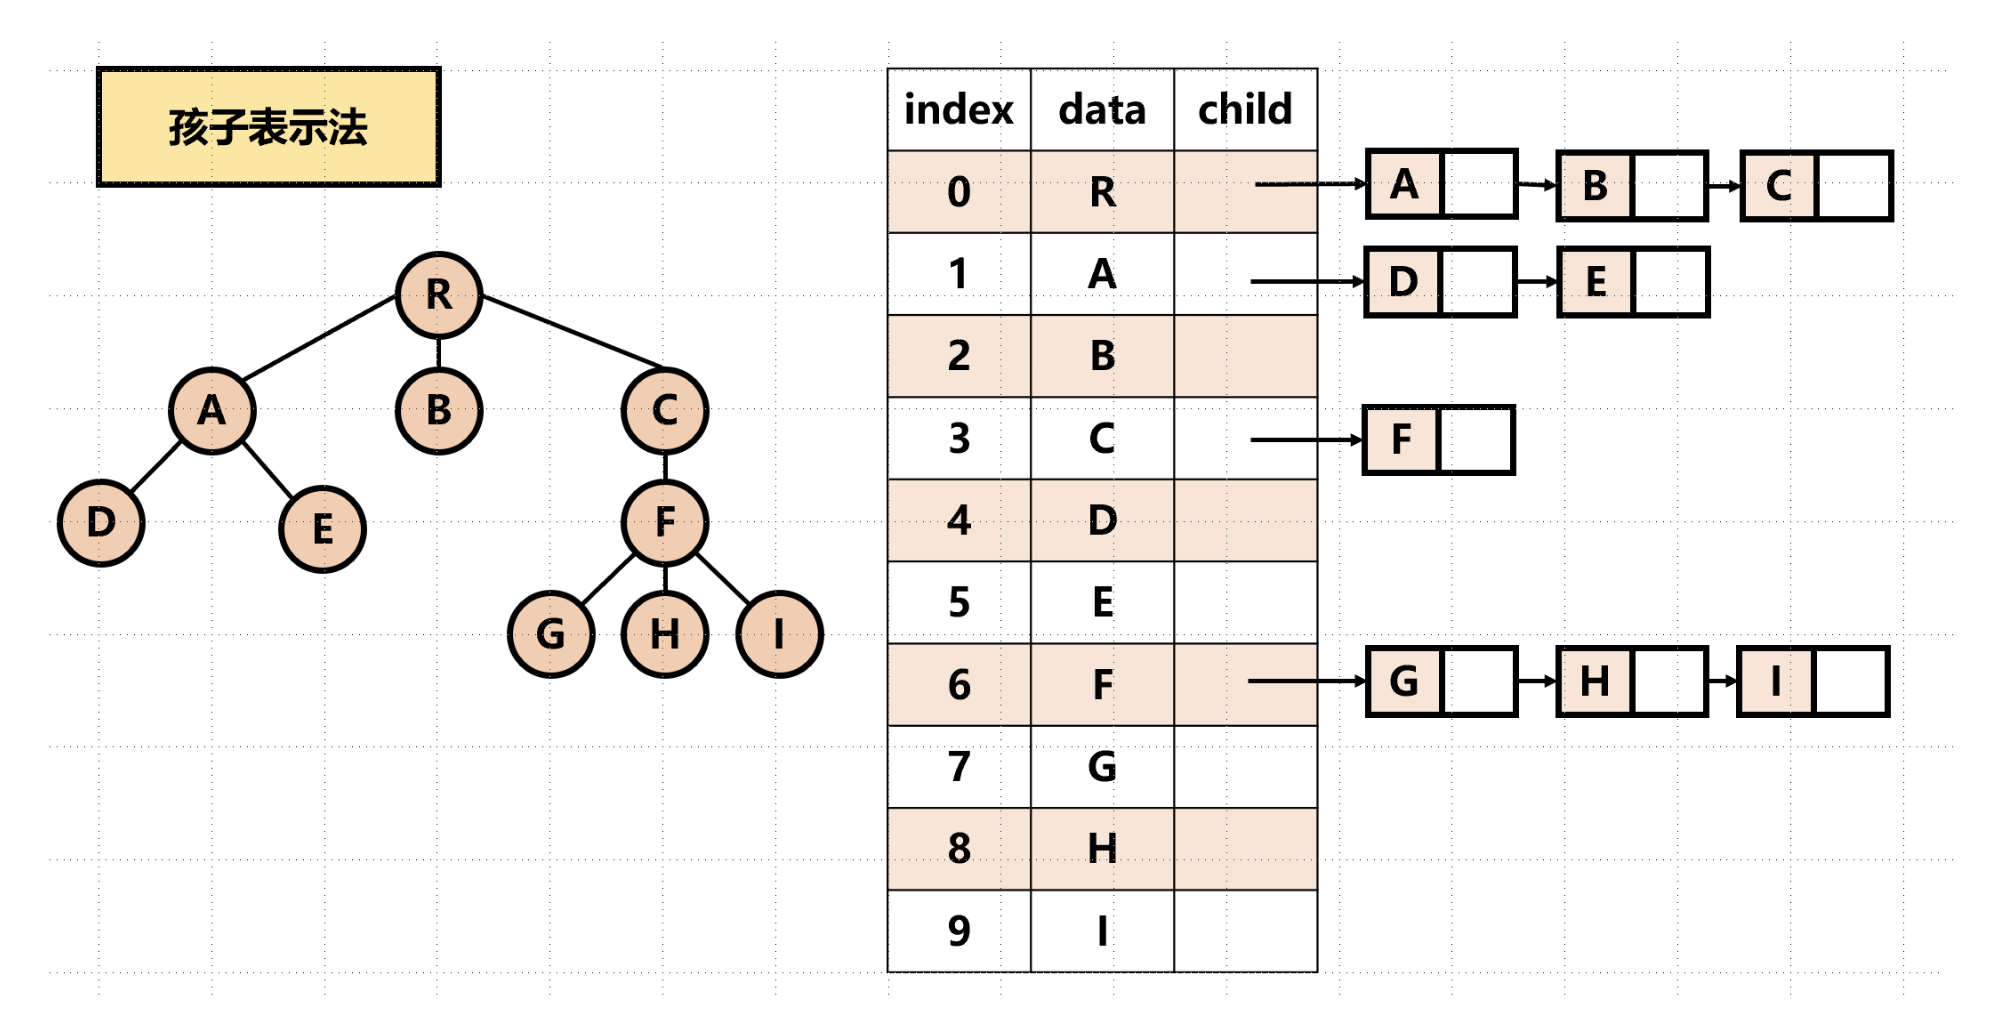 孩子表示法
R
A B C
D E F
G H I
index data child
0 R A B C
1 A D E
2 B
3 C F
4 D
5 E
6 F G H I
7 G
8 H
9 I